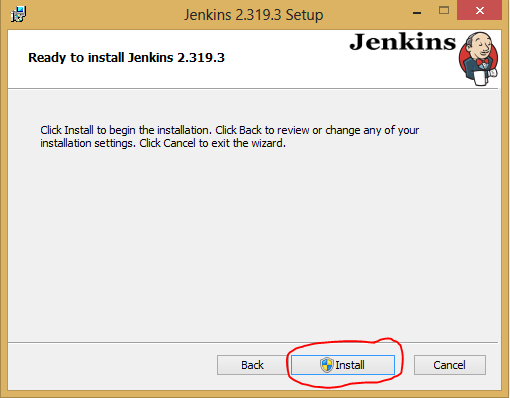 Jenkins 2.319.3 Setup
Ready to install Jenkins 2.319.3
Jenkins
Click Install to begin the installation. Click Back to review or change any of your
installation settings. Click Cancel to exit the wizard.
Back
Install
Cancel